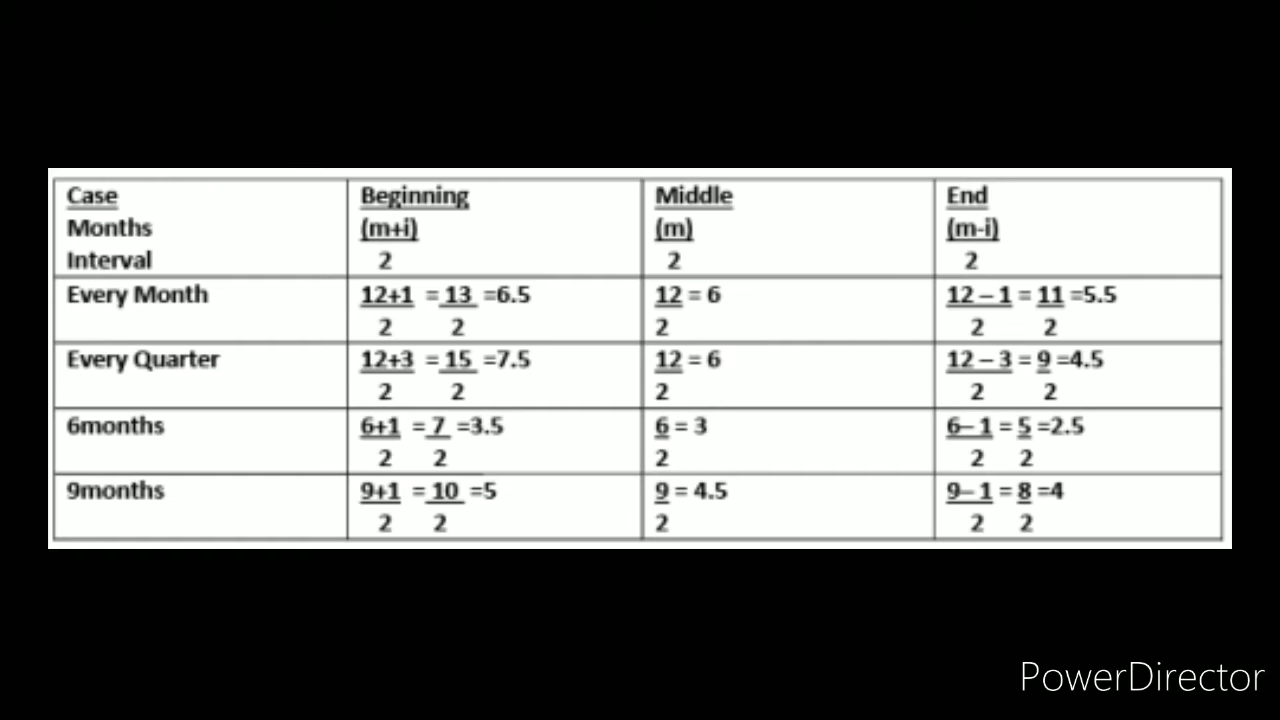 Case Beginning Middle End
Months (m+i) (m) (m-i)
Interval 2 2 2
Every Month 12+1 = 13 =6.5 12 = 6 12 – 1 = 11 =5.5
2 2 2 2 2
Every Quarter 12+3 = 15 =7.5 12 = 6 12 – 3 = 9 =4.5
2 2 2 2 2
6months 6+1 = 7 =3.5 6 = 3 6– 1 = 5 =2.5
2 2 2 2 2
9months 9+1 = 10 =5 9 = 4.5 9– 1 = 8 =4
2 2 2 2 2
PowerDirector